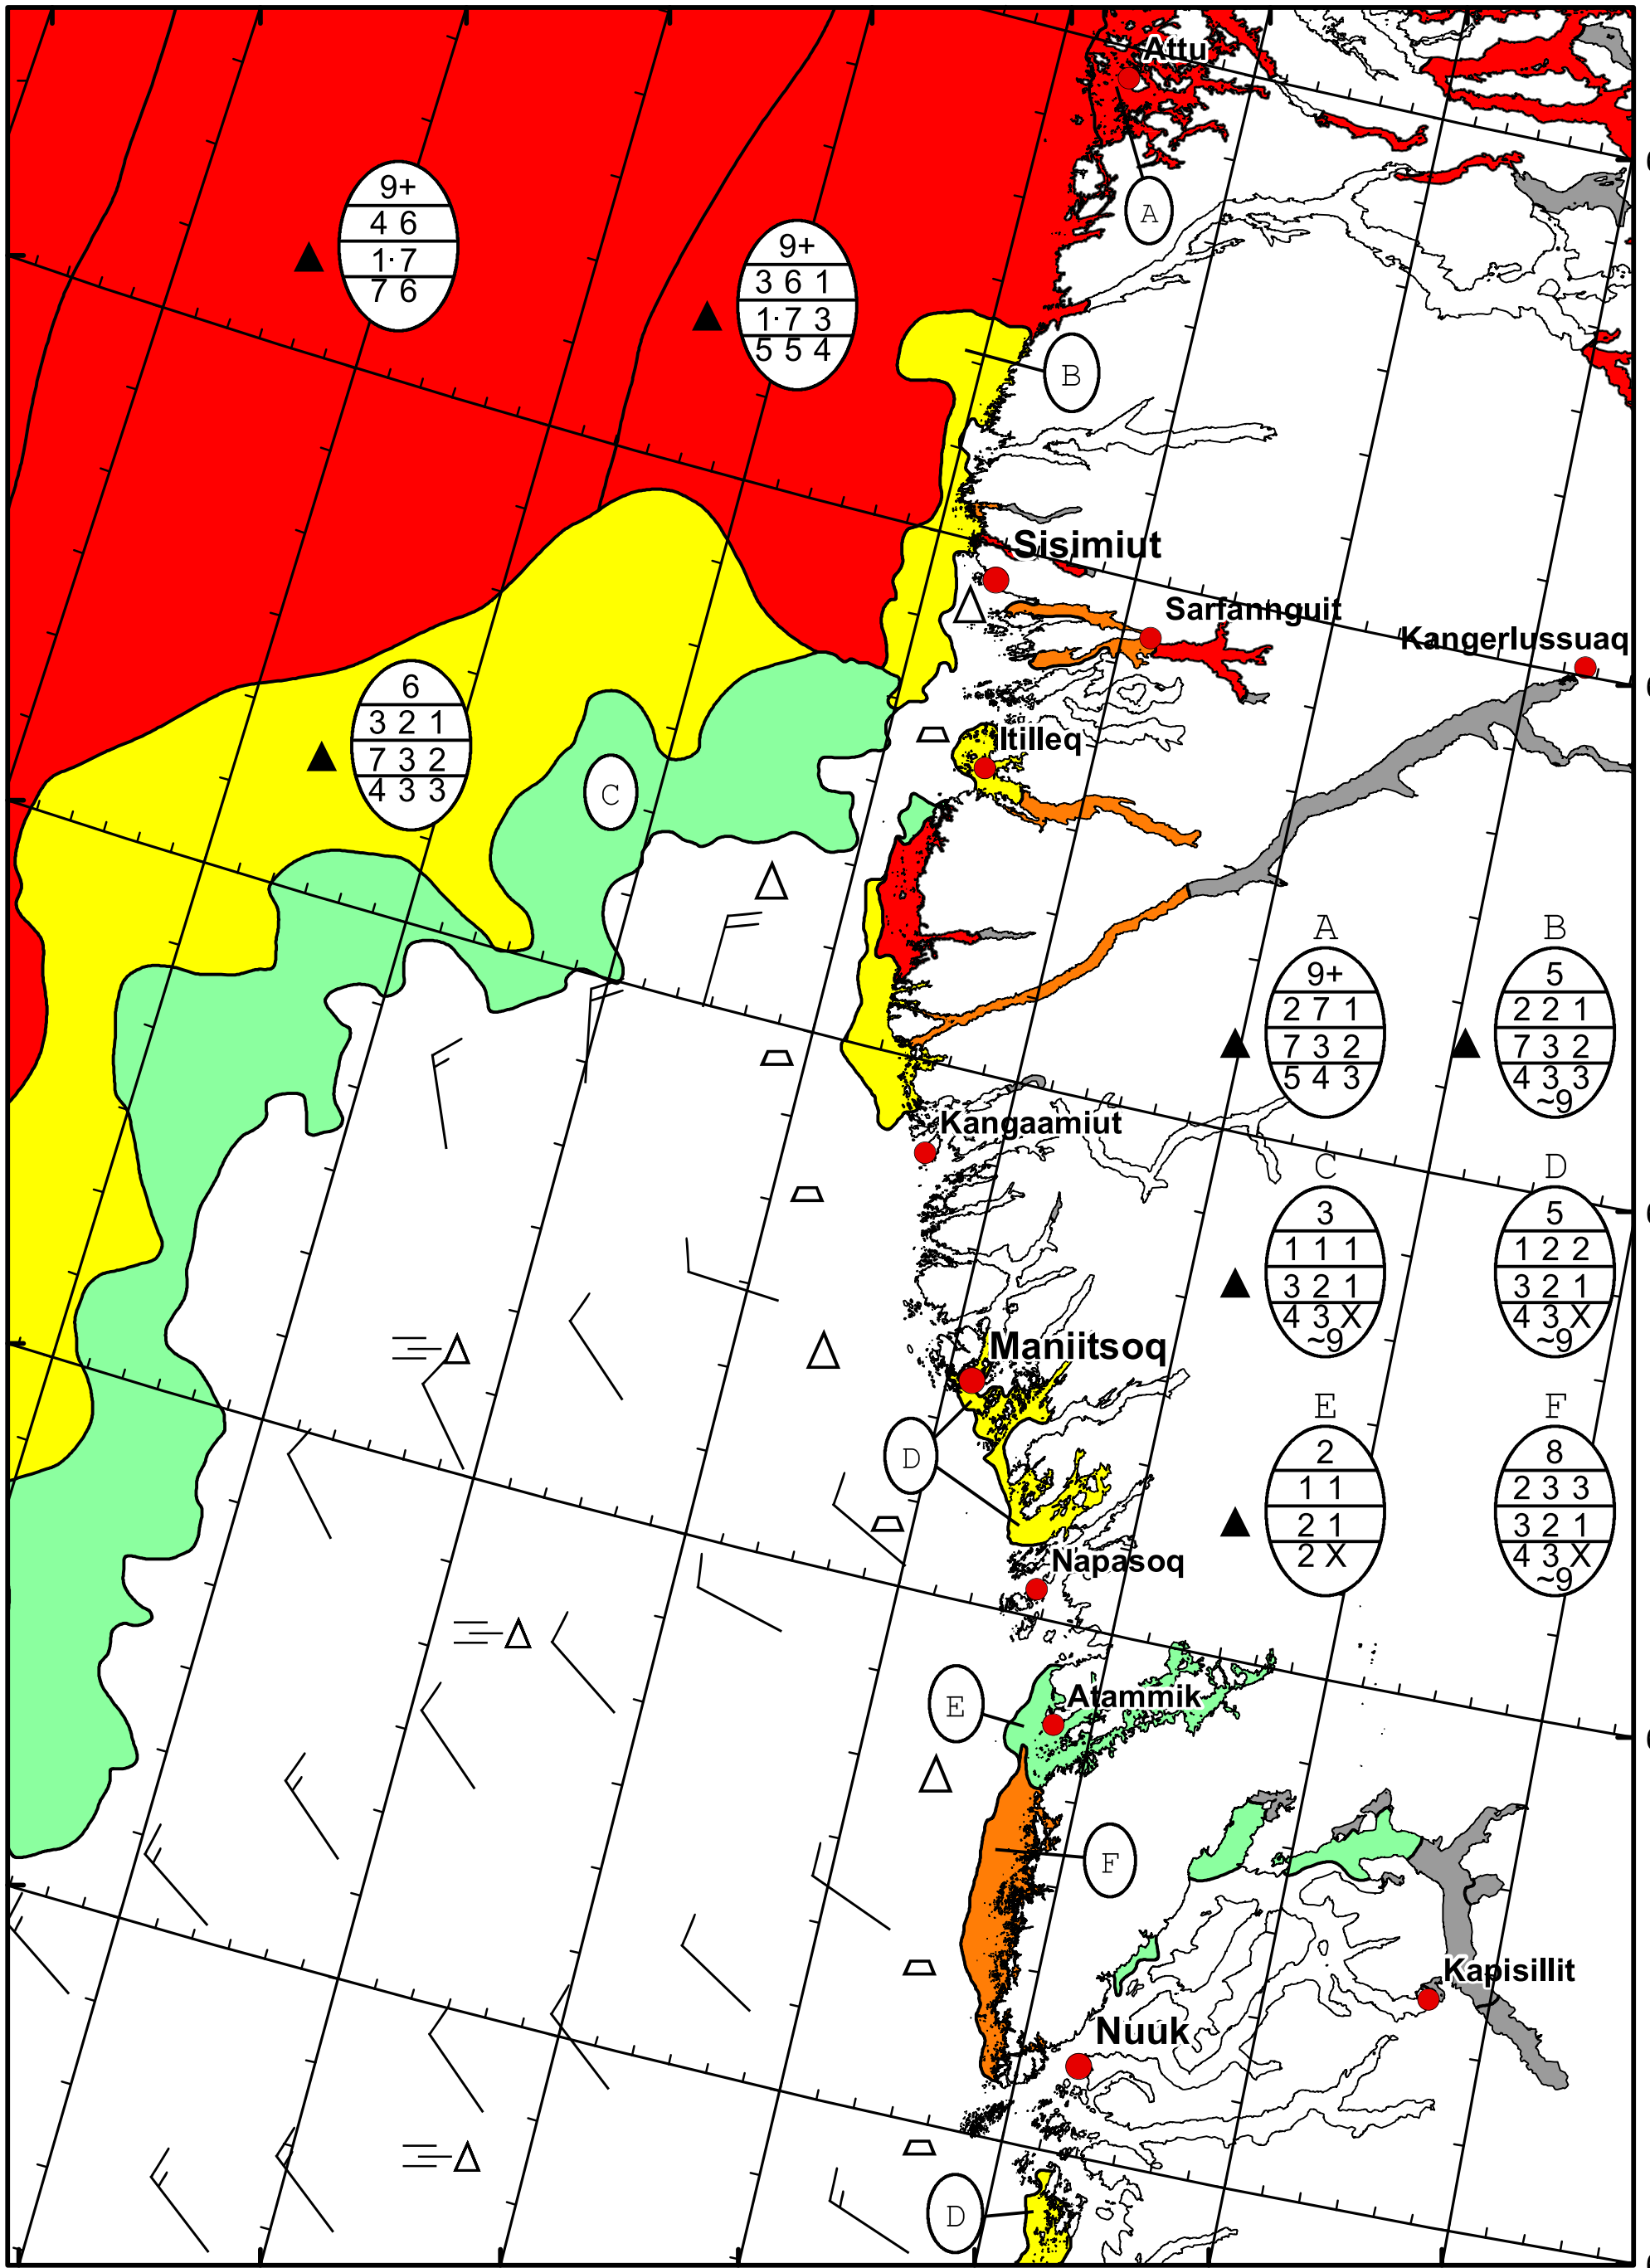 Attu
9+
4 6
1· 7
7 6
A
9+
3 6 1
1· 7 3
5 5 4
B
Sisimiut
Sarfannguit
Kangerlussuaq
6
3 2 1
7 3 2
4 3 3
Itilleq
C
A
9+
2 7 1
7 3 2
5 4 3
B
5
2 2 1
7 3 2
4 3 3
~9
Kangaamiut
C
3
1 1 1
3 2 1
4 3 X
~9
D
5
1 2 2
3 2 1
4 3 X
~9
Maniitsoq
D
E
2
1 1
2 1
2 X
F
8
2 3 3
3 2 1
4 3 X
~9
Napasoq
E
Atammik
F
Kapisillit
Nuuk
D